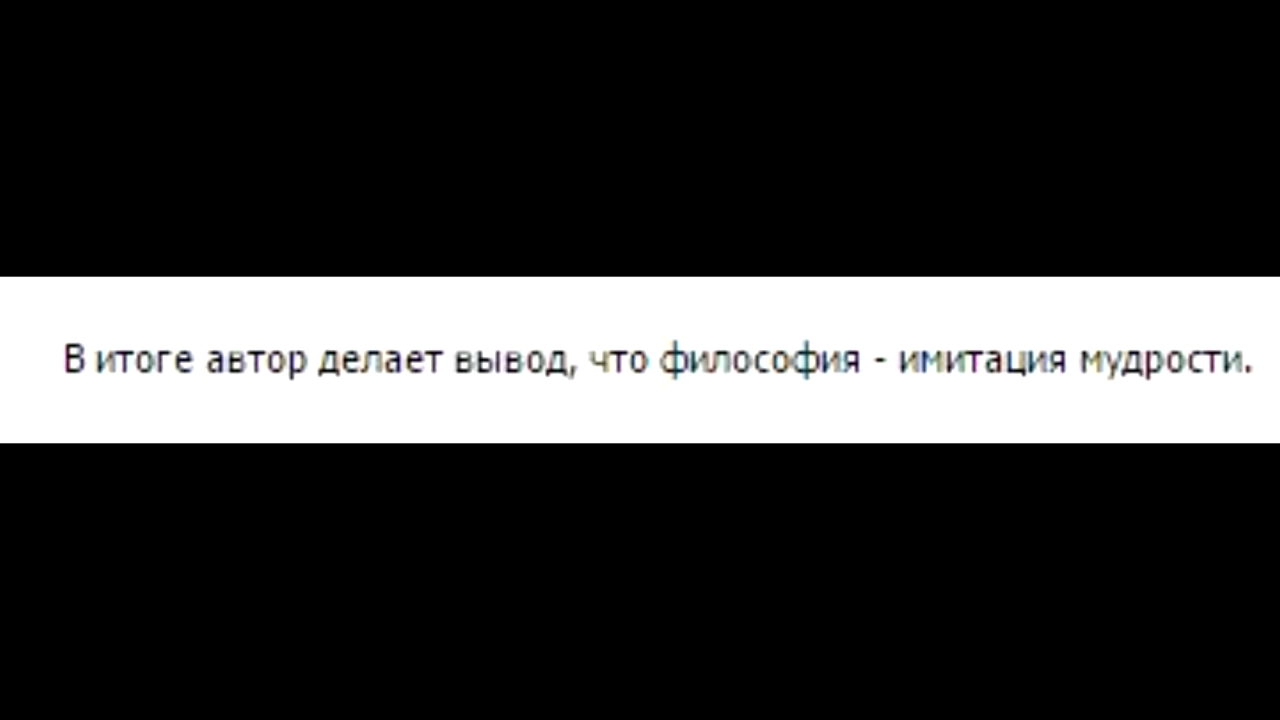 В итоге автор делает вывод, что философия - имитация мудрости.